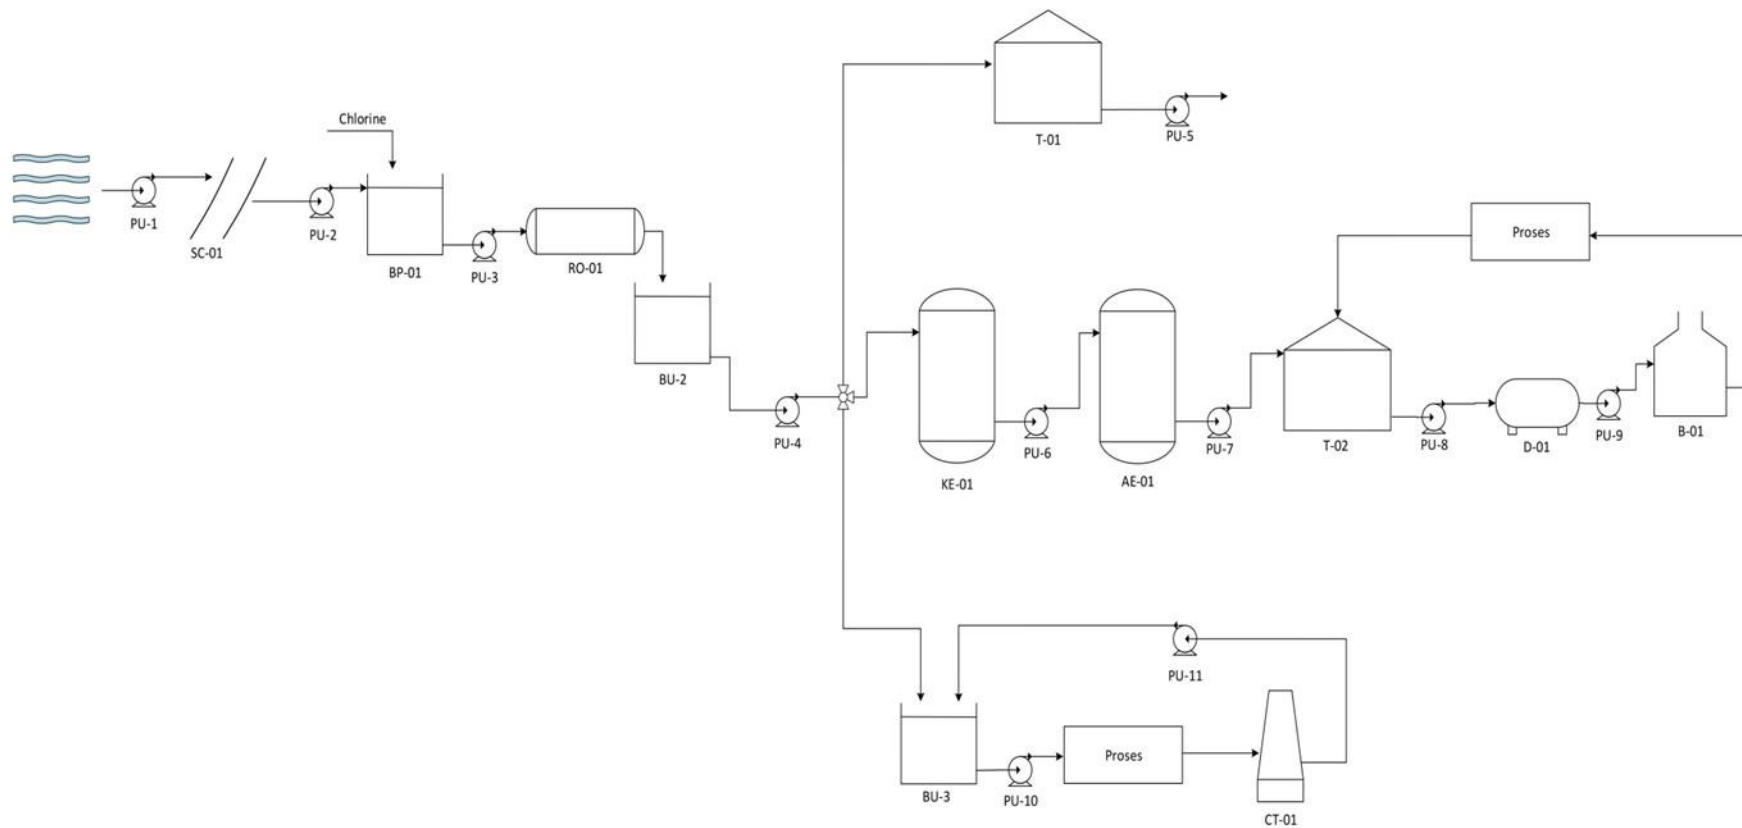 Chlorine
PU-1
SC-01
PU-2
BP-01
PU-3
RO-01
BU-2
PU-4
T-01
PU-5
KE-01
PU-6
AE-01
PU-7
T-02
PU-8
D-01
PU-9
B-01
Proses
BU-3
PU-10
Proses
CT-01
PU-11